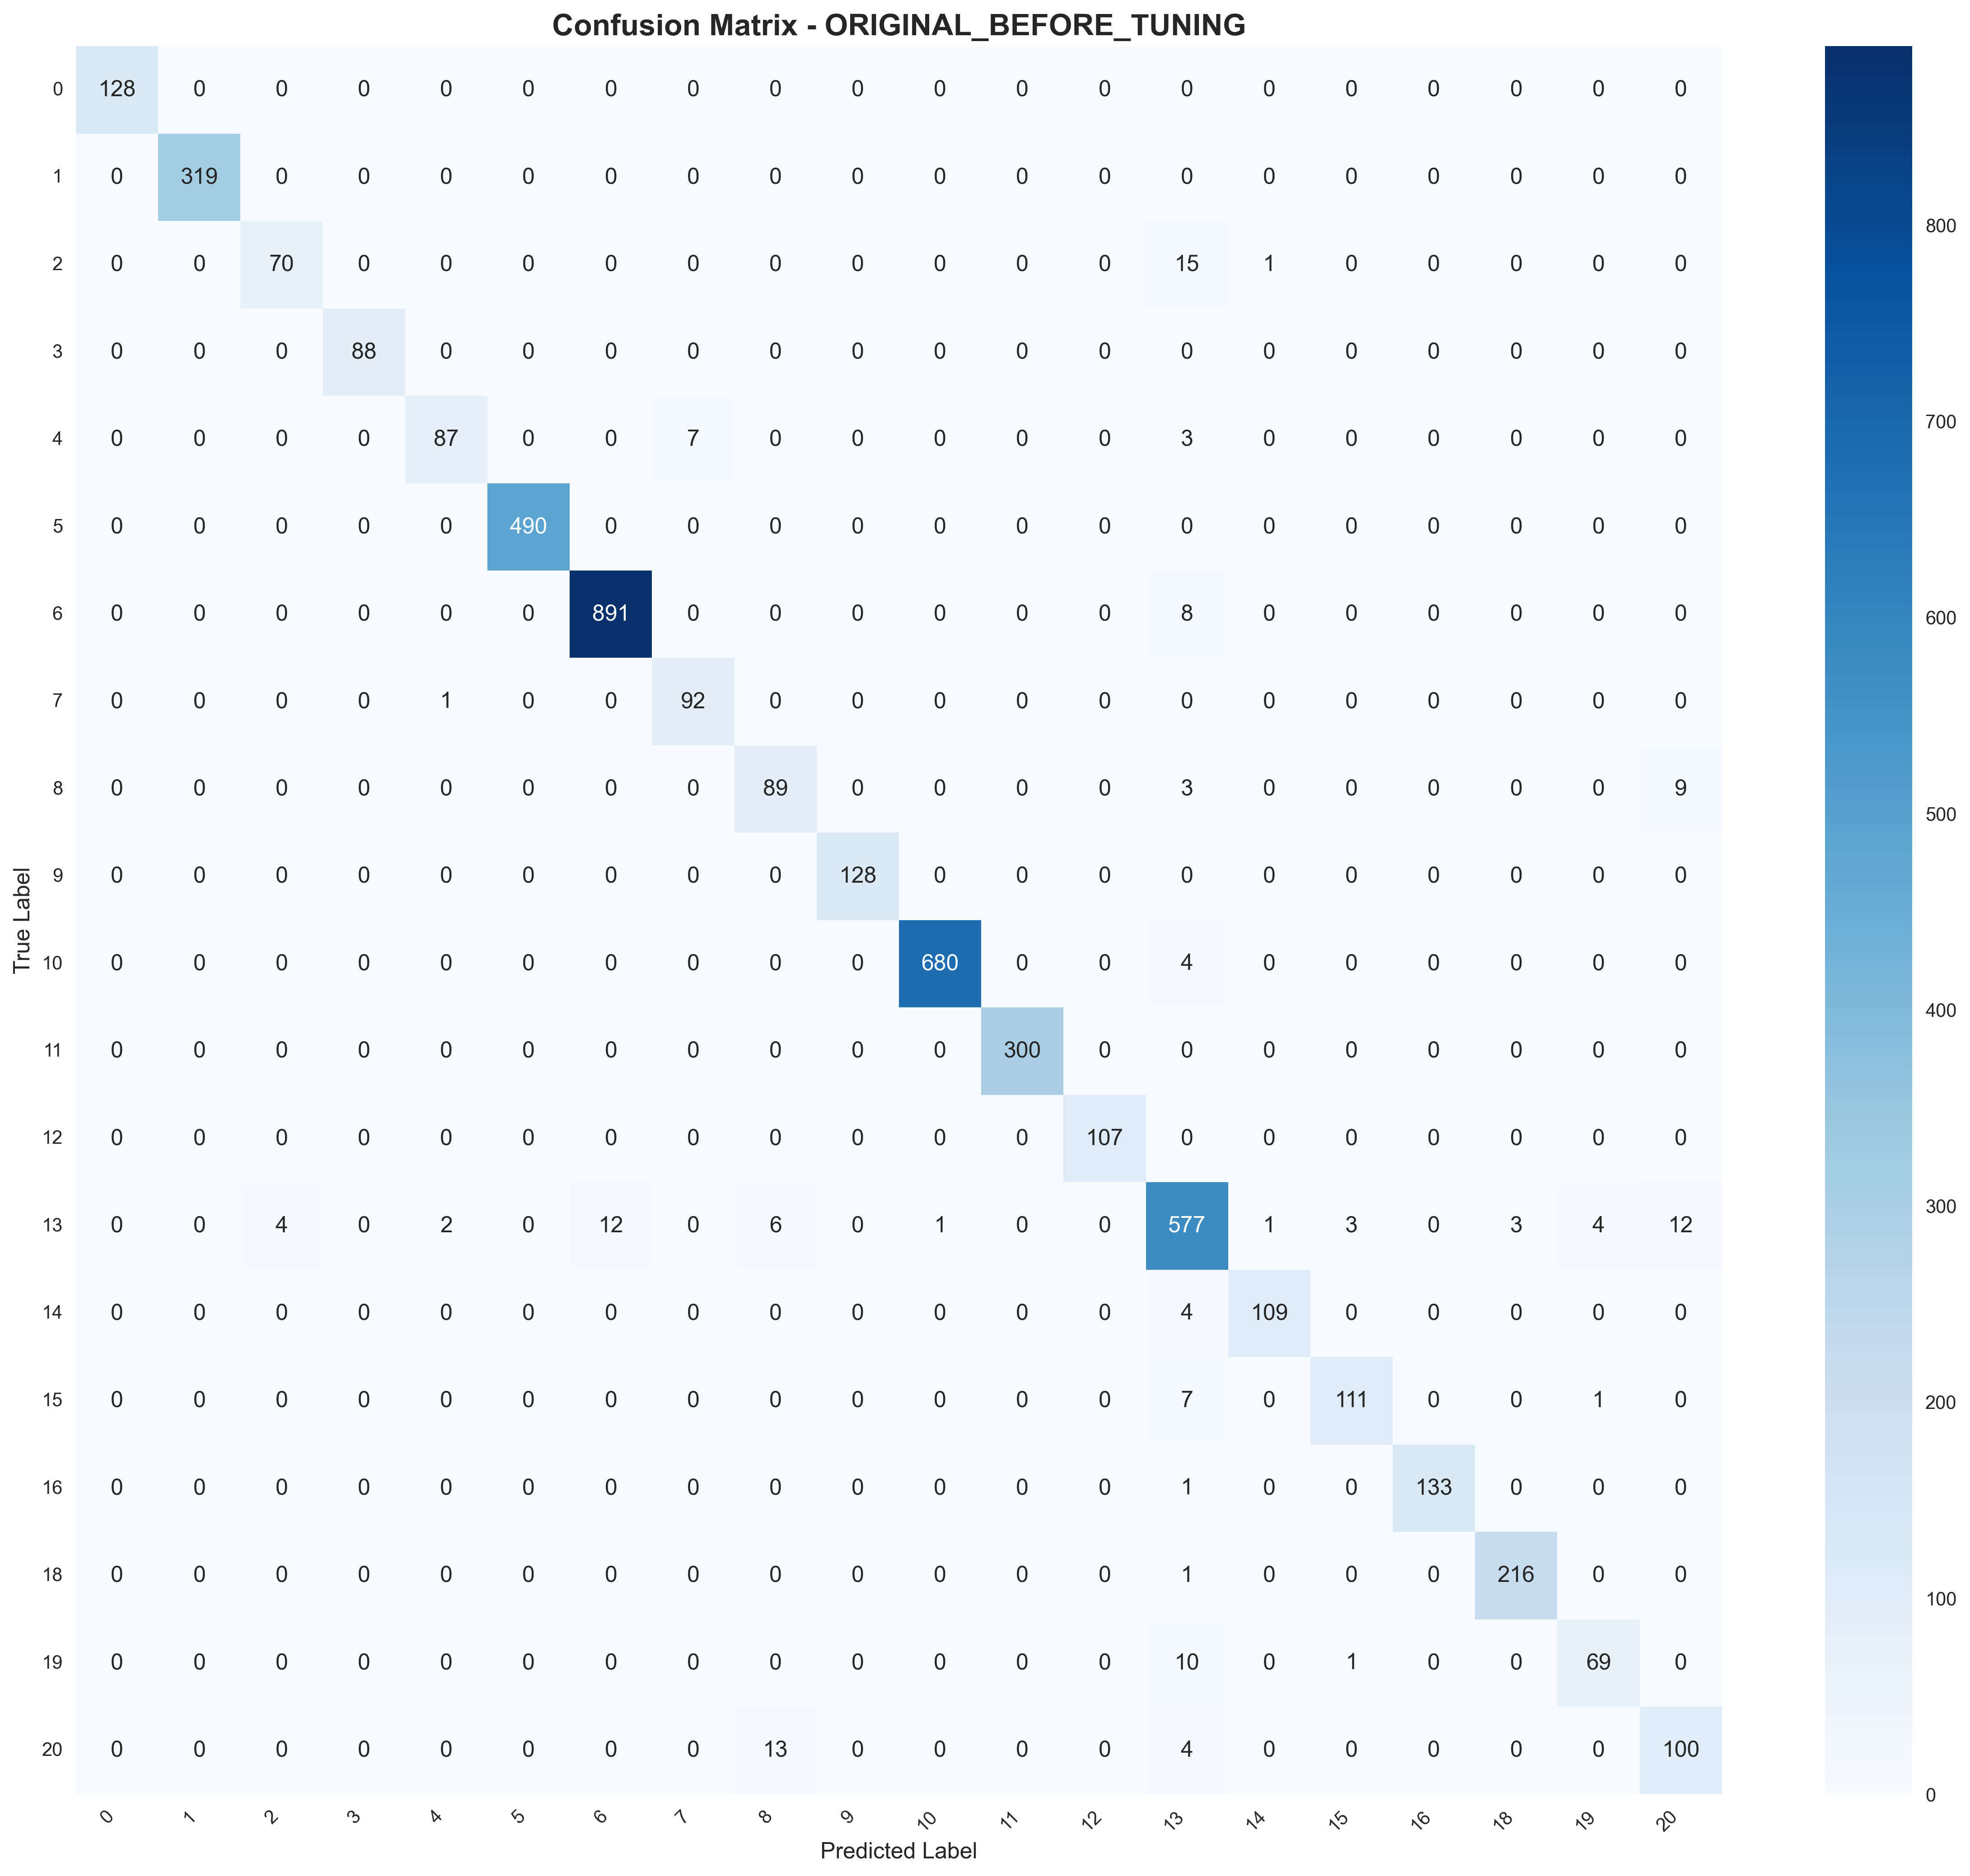 Confusion Matrix - ORIGINAL_BEFORE_TUNING
0 128 0 0 0 0 0 0 0 0 0 0 0 0 0 0 0 0 0 0 0
1 0 319 0 0 0 0 0 0 0 0 0 0 0 0 0 0 0 0 0 0
2 0 0 70 0 0 0 0 0 0 0 0 0 0 15 1 0 0 0 0 0
3 0 0 0 88 0 0 0 0 0 0 0 0 0 0 0 0 0 0 0 0
4 0 0 0 0 87 0 0 7 0 0 0 0 0 3 0 0 0 0 0 0
5 0 0 0 0 0 490 0 0 0 0 0 0 0 0 0 0 0 0 0 0
6 0 0 0 0 0 0 891 0 0 0 0 0 0 8 0 0 0 0 0 0
7 0 0 0 0 1 0 0 92 0 0 0 0 0 0 0 0 0 0 0 0
8 0 0 0 0 0 0 0 0 89 0 0 0 0 3 0 0 0 0 0 9
9 0 0 0 0 0 0 0 0 0 128 0 0 0 0 0 0 0 0 0 0
10 0 0 0 0 0 0 0 0 0 0 680 0 0 4 0 0 0 0 0 0
11 0 0 0 0 0 0 0 0 0 0 0 300 0 0 0 0 0 0 0 0
12 0 0 0 0 0 0 0 0 0 0 0 0 107 0 0 0 0 0 0 0
13 0 0 4 0 2 0 12 0 6 0 1 0 0 577 1 3 0 3 4 12
14 0 0 0 0 0 0 0 0 0 0 0 0 0 4 109 0 0 0 0 0
15 0 0 0 0 0 0 0 0 0 0 0 0 0 7 0 111 0 0 1 0
16 0 0 0 0 0 0 0 0 0 0 0 0 0 1 0 0 133 0 0 0
18 0 0 0 0 0 0 0 0 0 0 0 0 0 1 0 0 0 216 0 0
19 0 0 0 0 0 0 0 0 0 0 0 0 0 10 0 1 0 0 69 0
20 0 0 0 0 0 0 0 0 13 0 0 0 0 4 0 0 0 0 0 100
0 1 2 3 4 5 6 7 8 9 10 11 12 13 14 15 16 18 19 20
Predicted Label
True Label
800
700
600
500
400
300
200
100
0